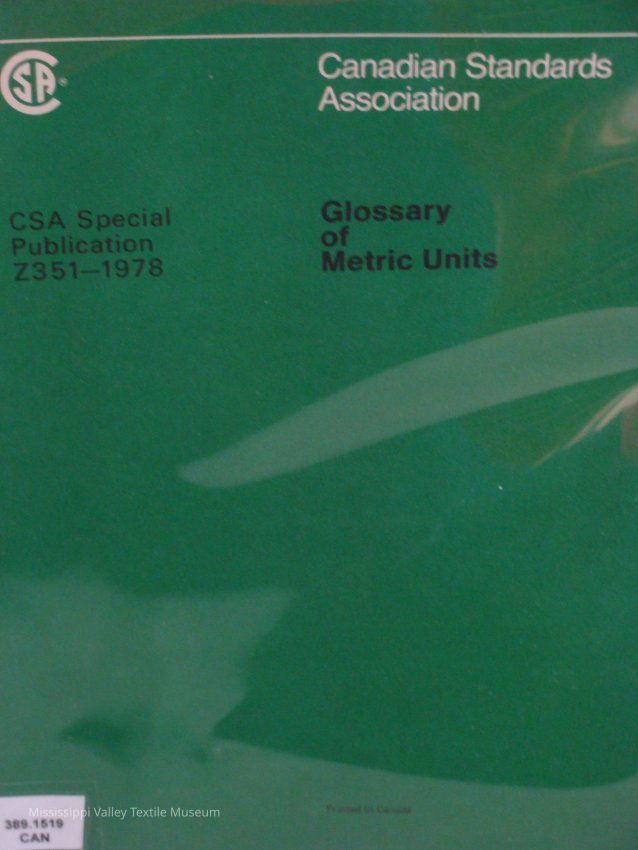 CSA®
Canadian Standards
Association
CSA Special
Publication
Z351—1978
Glossary
of
Metric Units
Printed in Canada
Mississippi Valley Textile Museum
389.1519
CAN